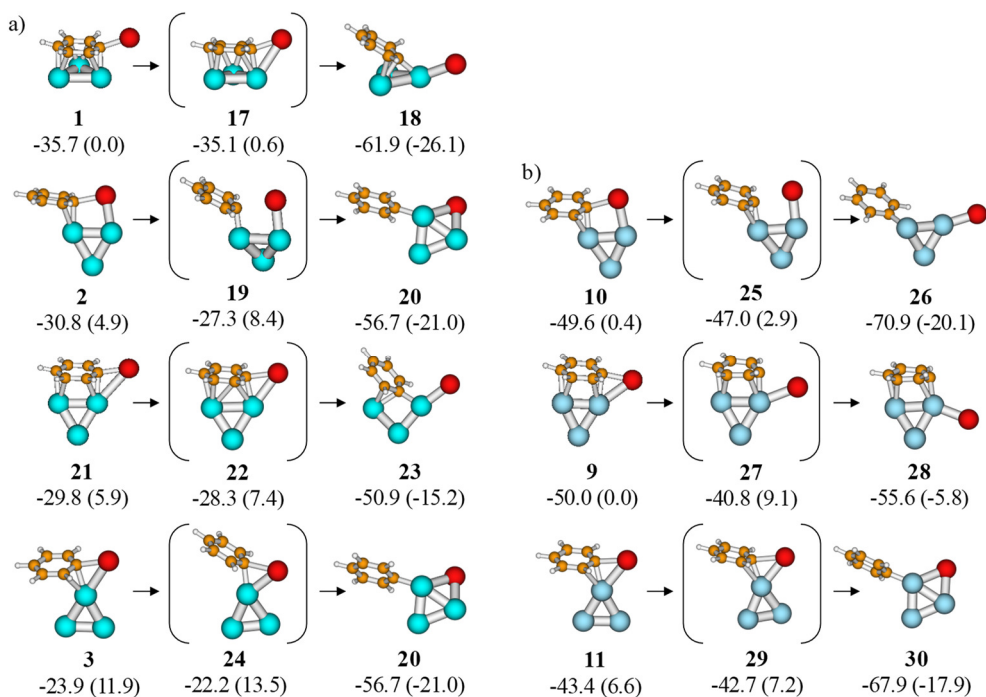 a)
1 17 18
-35.7 (0.0) -35.1 (0.6) -61.9 (-26.1)
b)
2 19 20 10 25 26
-30.8 (4.9) -27.3 (8.4) -56.7 (-21.0) -49.6 (0.4) -47.0 (2.9) -70.9 (-20.1)
21 22 23 9 27 28
-29.8 (5.9) -28.3 (7.4) -50.9 (-15.2) -50.0 (0.0) -40.8 (9.1) -55.6 (-5.8)
3 24 20 11 29 30
-23.9 (11.9) -22.2 (13.5) -56.7 (-21.0) -43.4 (6.6) -42.7 (7.2) -67.9 (-17.9)